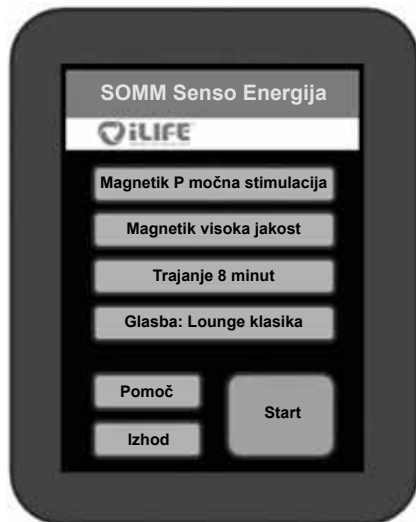 SOMM Senso Energija
iLIFE
Magnetik P močna stimulacija
Magnetik visoka jakost
Trajanje 8 minut
Glasba: Lounge klasika
Pomoč
Izhod
Start